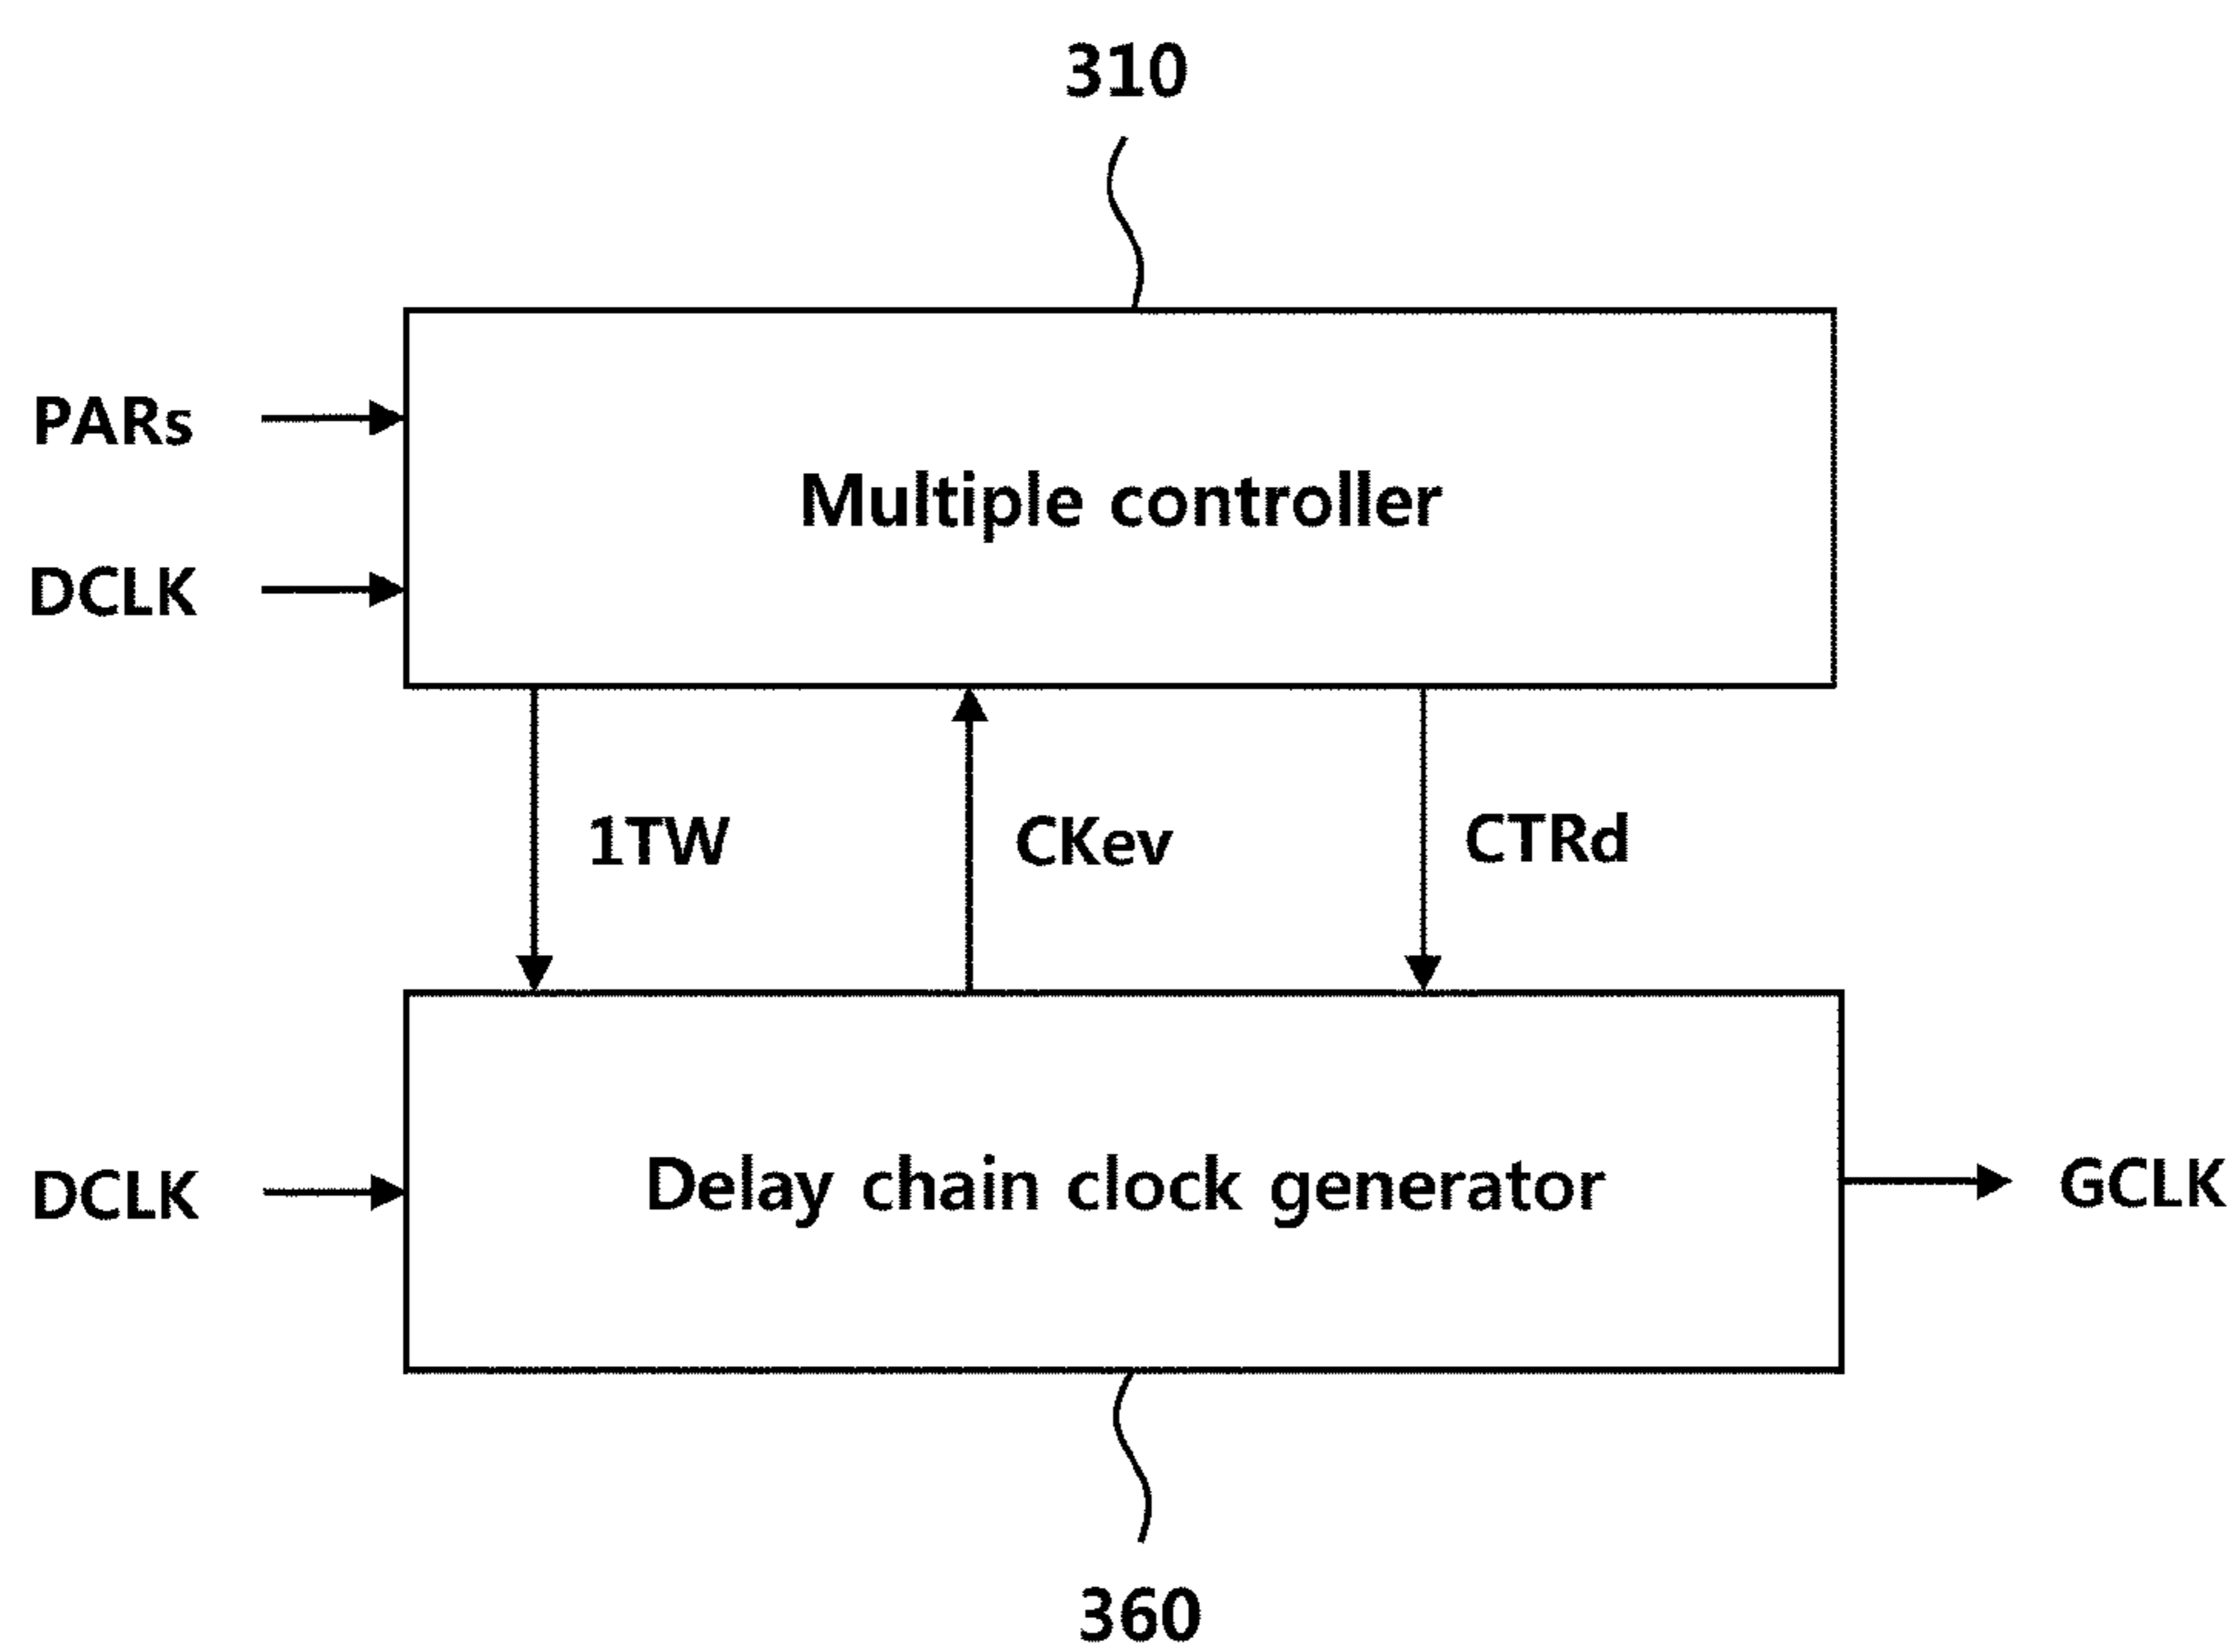 310
PARs
Multiple controller
DCLK
1TW
CKev
CTRd
DCLK
Delay chain clock generator
GCLK
360